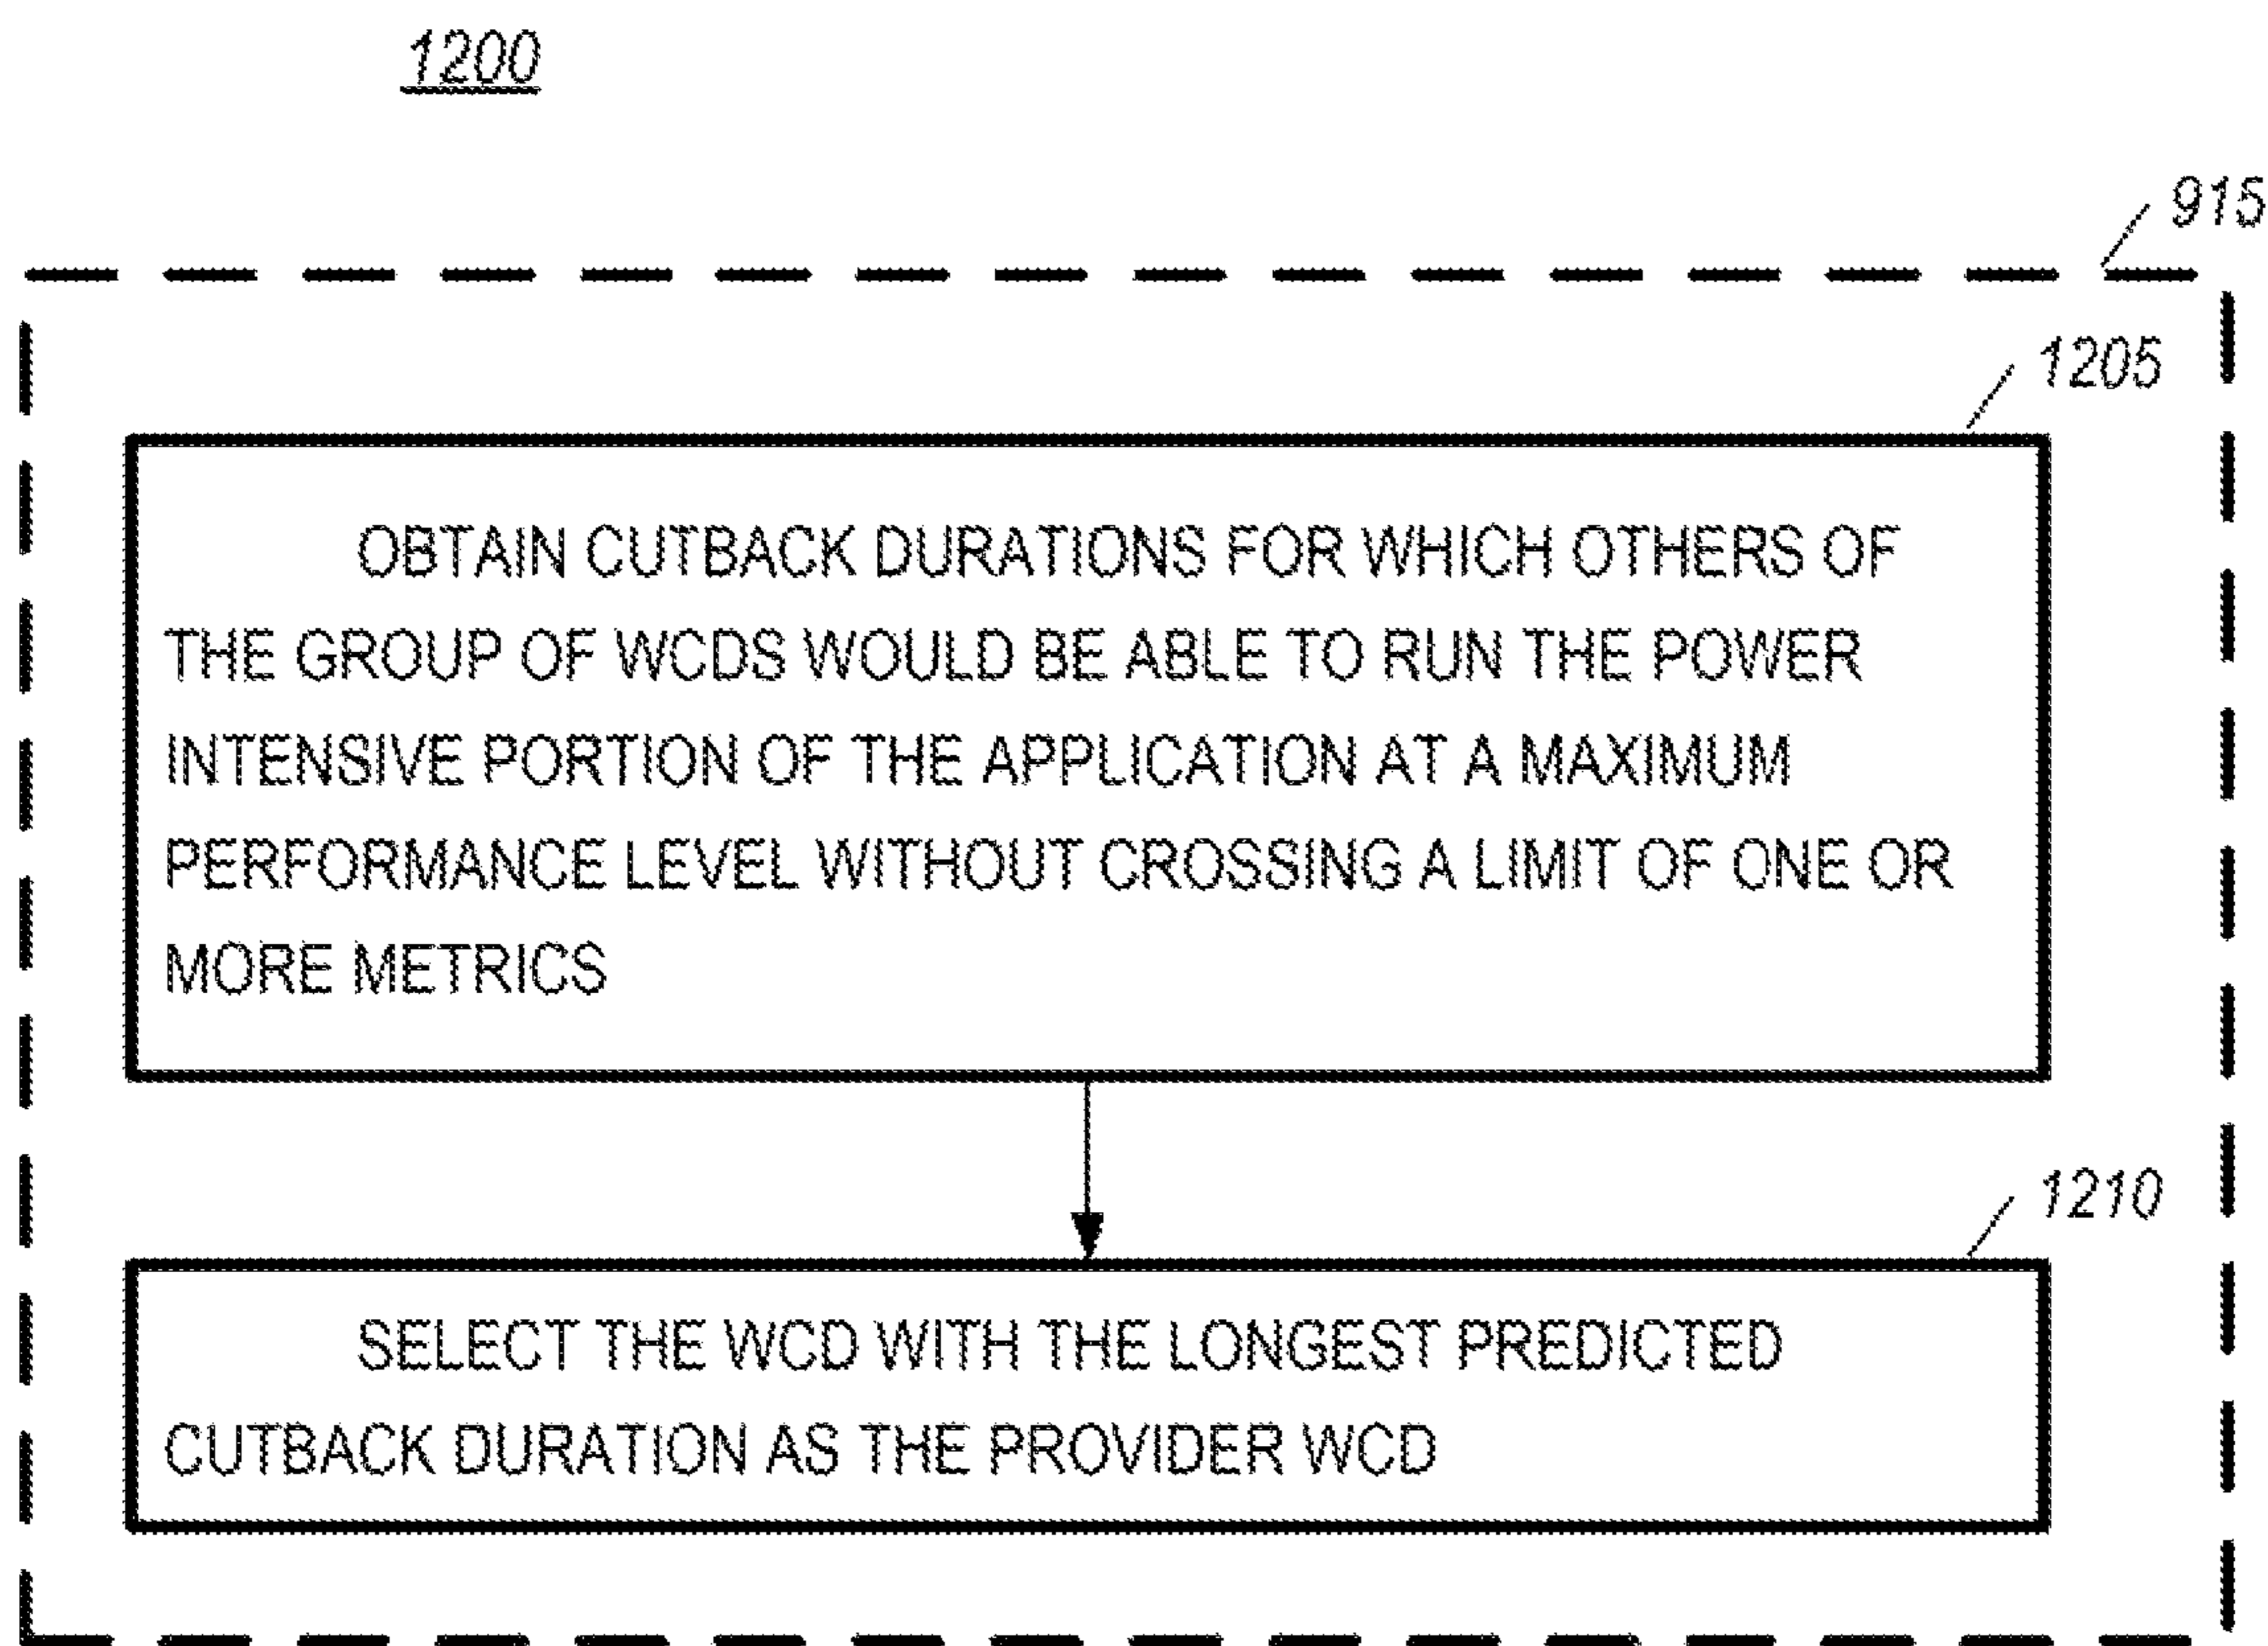 1200
915
1205
OBTAIN CUTBACK DURATIONS FOR WHICH OTHERS OF
THE GROUP OF WCDS WOULD BE ABLE TO RUN THE POWER
INTENSIVE PORTION OF THE APPLICATION AT A MAXIMUM
PERFORMANCE LEVEL WITHOUT CROSSING A LIMIT OF ONE OR
MORE METRICS
1210
SELECT THE WCD WITH THE LONGEST PREDICTED
CUTBACK DURATION AS THE PROVIDER WCD